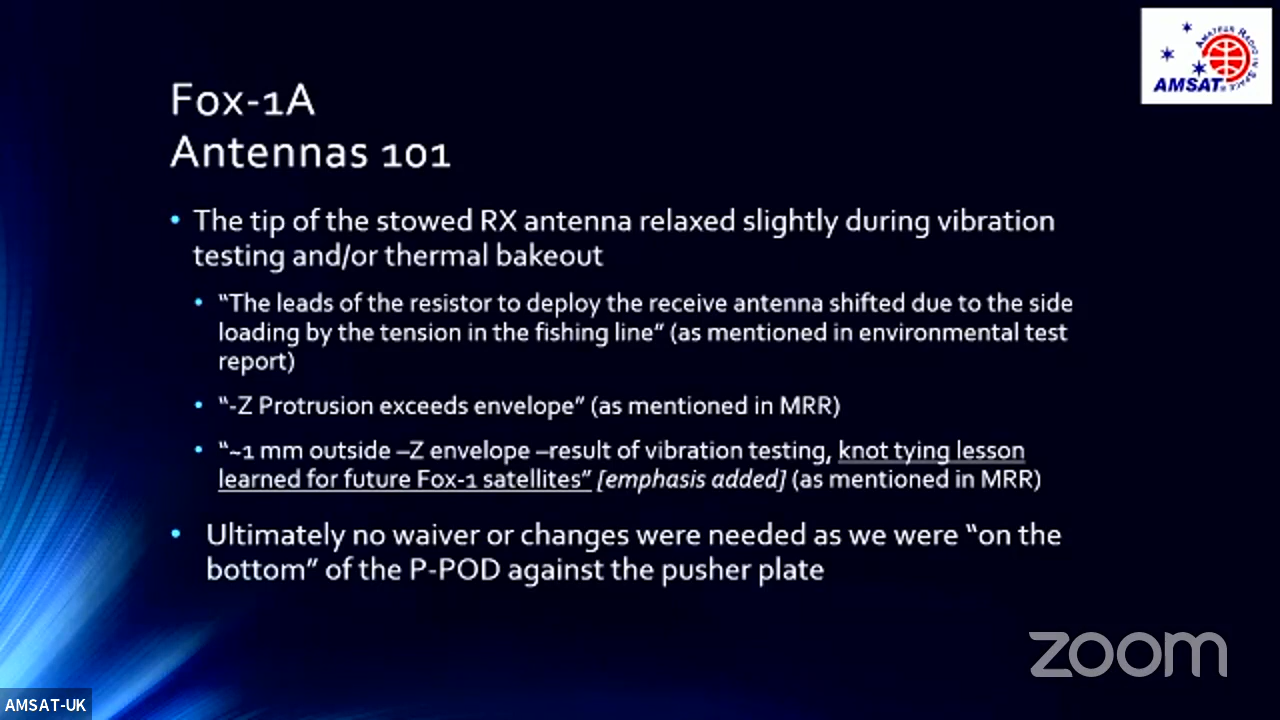 AMATEUR RADIO IN SPACE
AMSAT®
Fox-1A
Antennas 101
• The tip of the stowed RX antenna relaxed slightly during vibration
testing and/or thermal bakeout
• “The leads of the resistor to deploy the receive antenna shifted due to the side
loading by the tension in the fishing line” (as mentioned in environmental test
report)
• “-Z Protrusion exceeds envelope” (as mentioned in MRR)
• “~1 mm outside –Z envelope –result of vibration testing, knot tying lesson
learned for future Fox-1 satellites” [emphasis added] (as mentioned in MRR)
• Ultimately no waiver or changes were needed as we were “on the
bottom” of the P-POD against the pusher plate
zoom
AMSAT-UK